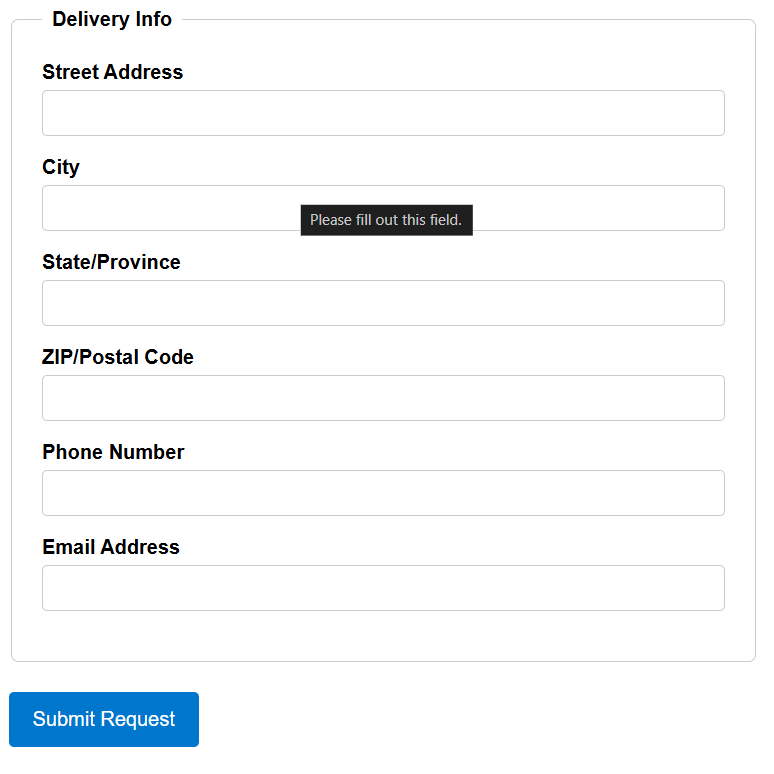 Delivery Info
Street Address
City
Please fill out this field.
State/Province
ZIP/Postal Code
Phone Number
Email Address
Submit Request